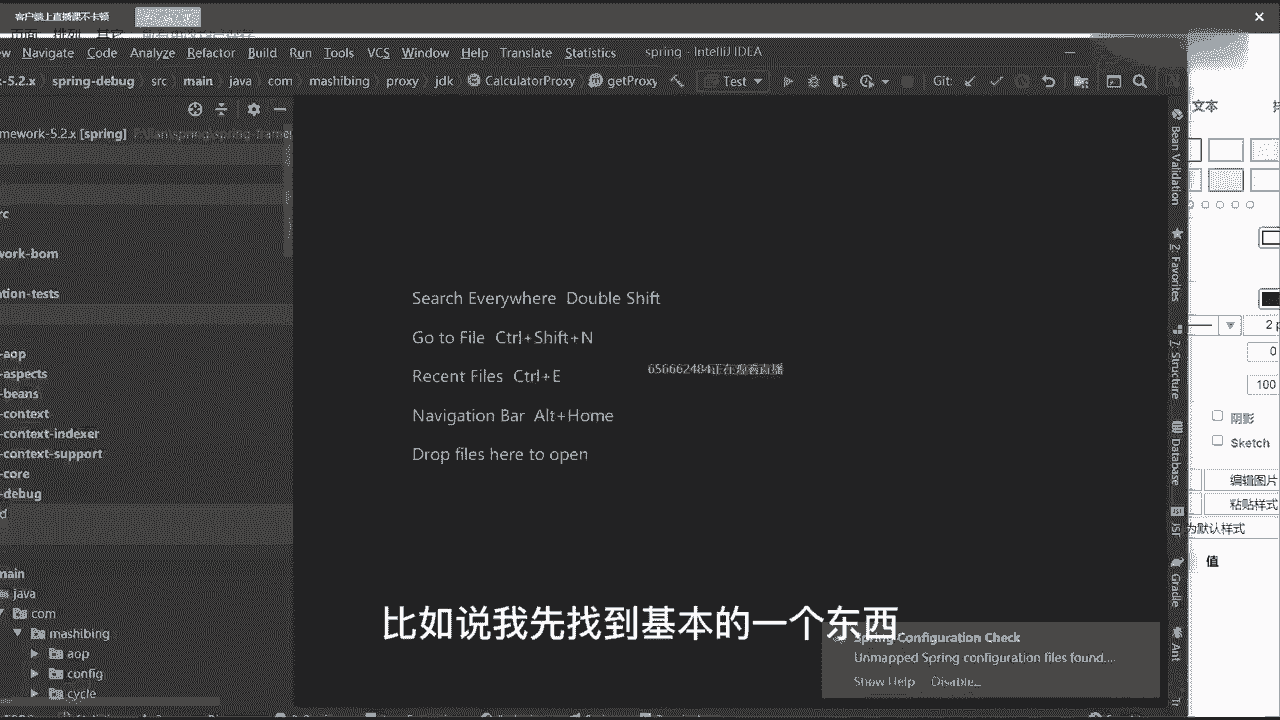 客户端上直播课不卡顿
页面 排列 其它
Navigate Code Analyze Refactor Build Run Tools VCS Window Help Translate Statistics spring - IntelliJ IDEA
-5.2.x spring-debug src main java com mashibing proxy jdk CalculatorProxy getProxy Test Git:
文本
mework-5.2.x [spring]
Bean Validation
rc
work-bom
2: Favorites
ation-tests
Search Everywhere Double Shift
2 p
Go to File Ctrl+Shift+N
Z: Structure
0
-aop
-aspects
656662484正在观看直播
Recent Files Ctrl+E
100
-beans
-context
Navigation Bar Alt+Home
阴影
-context-indexer
Database
Sketch
-context-support
Drop files here to open
-core
编辑图片
-debug
粘贴样式
JSF
为默认样式
值
main
Gradle
java
com
比如说我先找到基本的一个东西
mashibing
Spring Configuration Check
Ant
aop
Unmapped Spring configuration files found....
config
Show Help Disable...
cycle